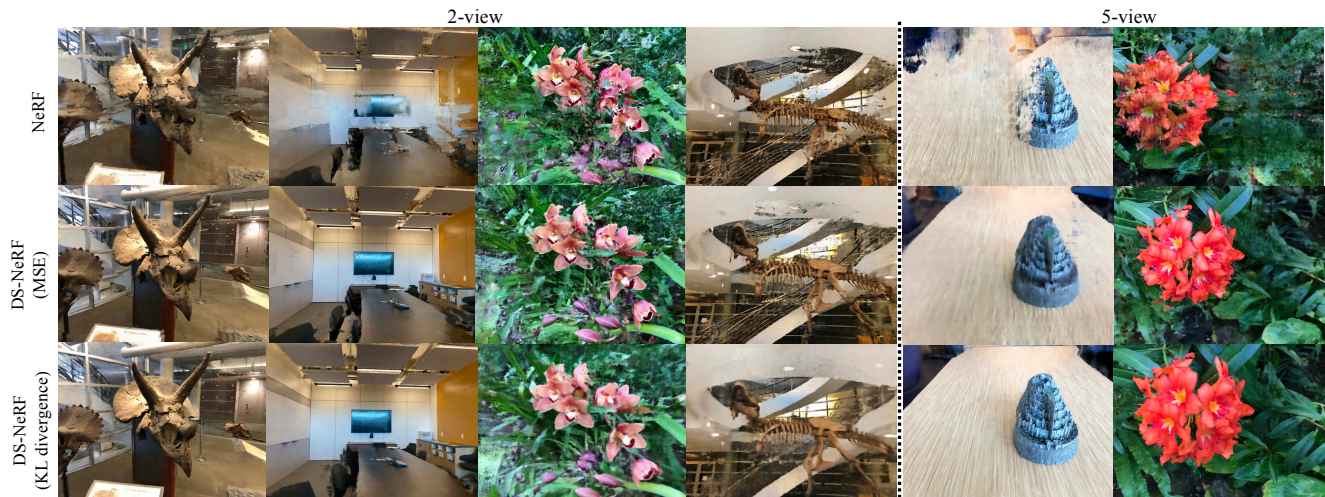 2-view
5-view
NeRF
DS-NeRF
(MSE)
DS-NeRF
(KL divergence)